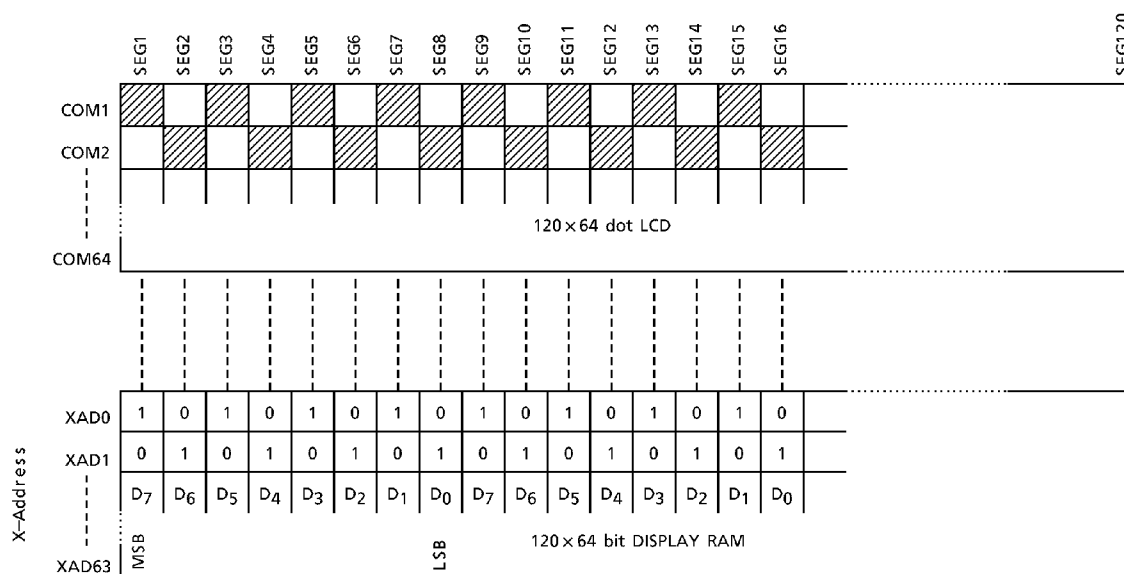 SEG1 SEG2 SEG3 SEG4 SEG5 SEG6 SEG7 SEG8 SEG9 SEG10 SEG11 SEG12 SEG13 SEG14 SEG15 SEG16 SEG120
COM1
COM2
120×64 dot LCD
COM64
XAD0 1 0 1 0 1 0 1 0 1 0 1 0 1 0 1 0
XAD1 0 1 0 1 0 1 0 1 0 1 0 1 0 1 0 1
D7 D6 D5 D4 D3 D2 D1 D0 D7 D6 D5 D4 D3 D2 D1 D0
X–Address
120×64 bit DISPLAY RAM
MSB LSB
XAD63